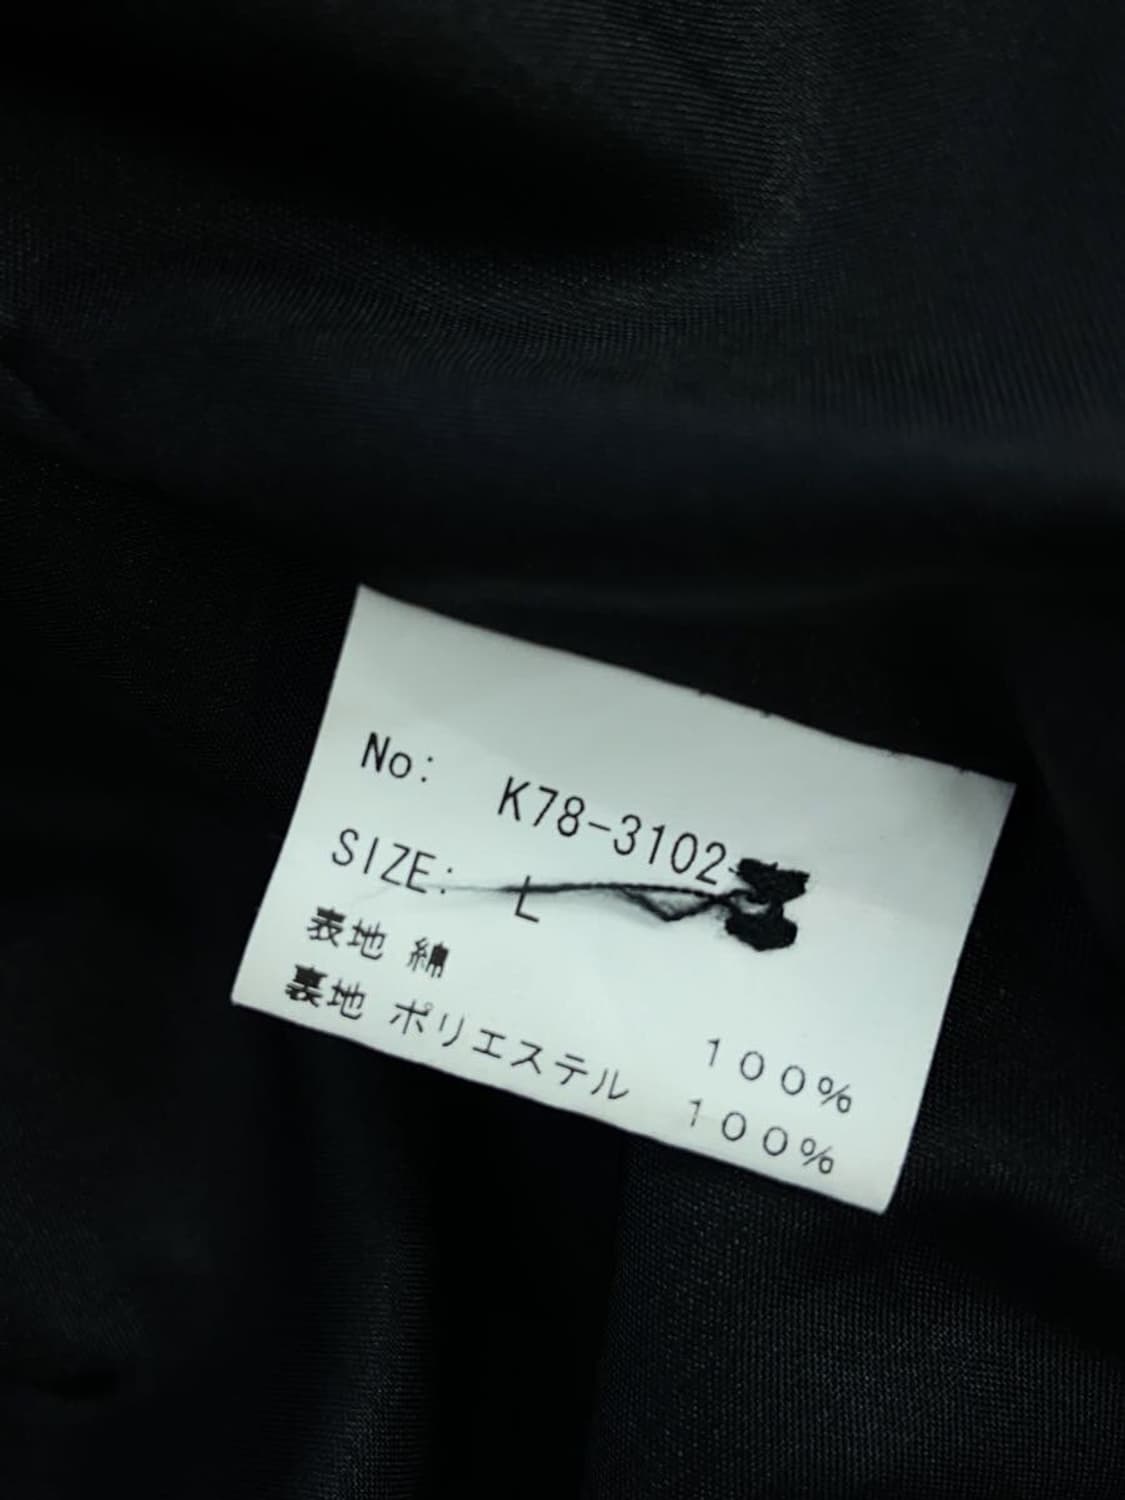 No: K78-3102
SIZE: L
表地 綿 100%
裏地 ポリエステル 100%